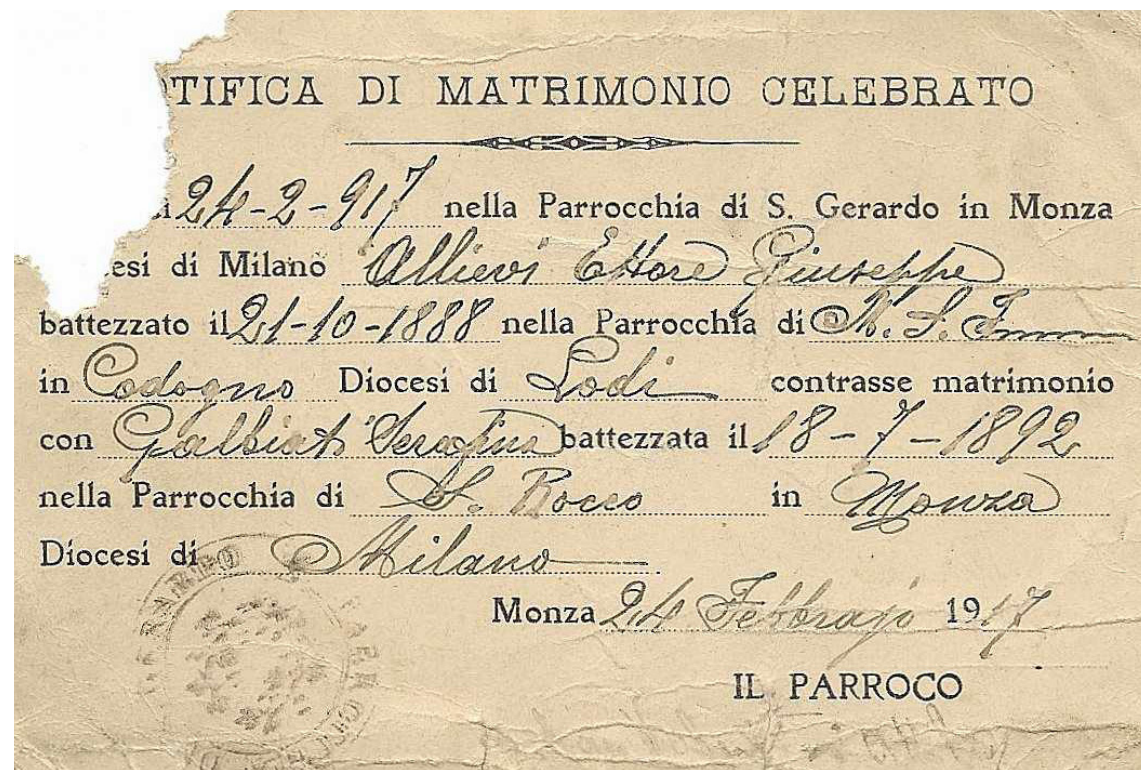 TIFICA DI MATRIMONIO CELEBRATO
24-2-917 nella Parrocchia di S. Gerardo in Monza
esi di Milano Allievi Ettore Giuseppe
battezzato il 21-10-1888 nella Parrocchia di M. S. Imm
in Codogno Diocesi di Lodi contrasse matrimonio
con Galbiati Serafina battezzata il 18-7-1892
nella Parrocchia di S. Rocco in Monza
Diocesi di Milano
Monza 24 Febbrajo 1917
IL PARROCO